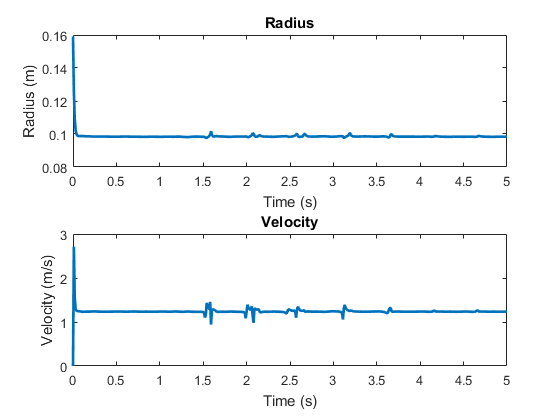 Radius
0.16
0.14
0.12
0.1
0.08
Radius (m)
0 0.5 1 1.5 2 2.5 3 3.5 4 4.5 5
Time (s)
Velocity
3
2
1
0
Velocity (m/s)
0 0.5 1 1.5 2 2.5 3 3.5 4 4.5 5
Time (s)